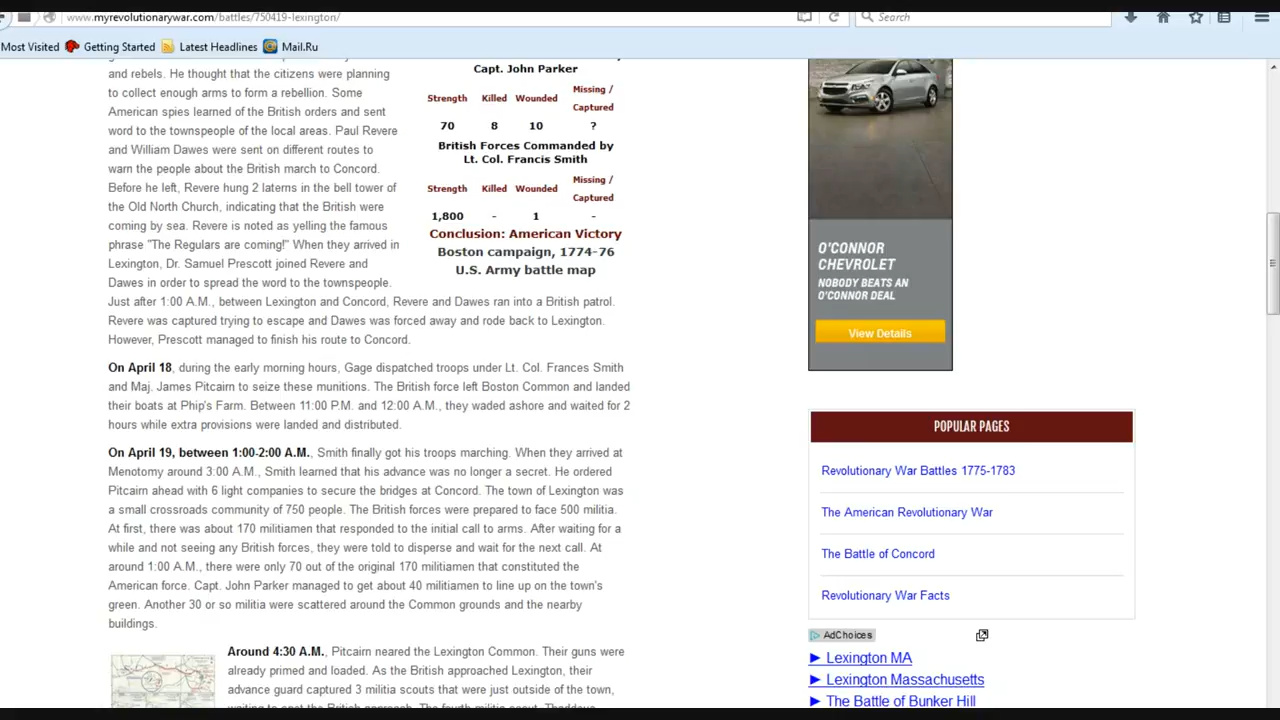 www.myrevolutionarywar.com/battles/750419-lexington/
Search
Most Visited Getting Started Latest Headlines Mail.Ru
and rebels. He thought that the citizens were planning
to collect enough arms to form a rebellion. Some
American spies learned of the British orders and sent
word to the townspeople of the local areas. Paul Revere
and William Dawes were sent on different routes to
warn the people about the British march to Concord.
Before he left, Revere hung 2 laterns in the bell tower of
the Old North Church, indicating that the British were
coming by sea. Revere is noted as yelling the famous
phrase "The Regulars are coming!" When they arrived in
Lexington, Dr. Samuel Prescott joined Revere and
Dawes in order to spread the word to the townspeople.
Just after 1:00 A.M., between Lexington and Concord, Revere and Dawes ran into a British patrol.
Revere was captured trying to escape and Dawes was forced away and rode back to Lexington.
However, Prescott managed to finish his route to Concord.
Capt. John Parker
Strength Killed Wounded Missing /
Captured
70 8 10 ?
British Forces Commanded by
Lt. Col. Francis Smith
Strength Killed Wounded Missing /
Captured
1,800 - 1 -
Conclusion: American Victory
Boston campaign, 1774-76
U.S. Army battle map
On April 18, during the early morning hours, Gage dispatched troops under Lt. Col. Frances Smith
and Maj. James Pitcairn to seize these munitions. The British force left Boston Common and landed
their boats at Phip's Farm. Between 11:00 P.M. and 12:00 A.M., they waded ashore and waited for 2
hours while extra provisions were landed and distributed.
On April 19, between 1:00-2:00 A.M., Smith finally got his troops marching. When they arrived at
Menotomy around 3:00 A.M., Smith learned that his advance was no longer a secret. He ordered
Pitcairn ahead with 6 light companies to secure the bridges at Concord. The town of Lexington was
a small crossroads community of 750 people. The British forces were prepared to face 500 militia.
At first, there was about 170 militiamen that responded to the initial call to arms. After waiting for a
while and not seeing any British forces, they were told to disperse and wait for the next call. At
around 1:00 A.M., there were only 70 out of the original 170 militiamen that constituted the
American force. Capt. John Parker managed to get about 40 militiamen to line up on the town's
green. Another 30 or so militia were scattered around the Common grounds and the nearby
buildings.
Around 4:30 A.M., Pitcairn neared the Lexington Common. Their guns were
already primed and loaded. As the British approached Lexington, their
advance guard captured 3 militia scouts that were just outside of the town,
O'CONNOR
CHEVROLET
NOBODY BEATS AN
O'CONNOR DEAL
View Details
POPULAR PAGES
Revolutionary War Battles 1775-1783
The American Revolutionary War
The Battle of Concord
Revolutionary War Facts
AdChoices
► Lexington MA
► Lexington Massachusetts
► The Battle of Bunker Hill